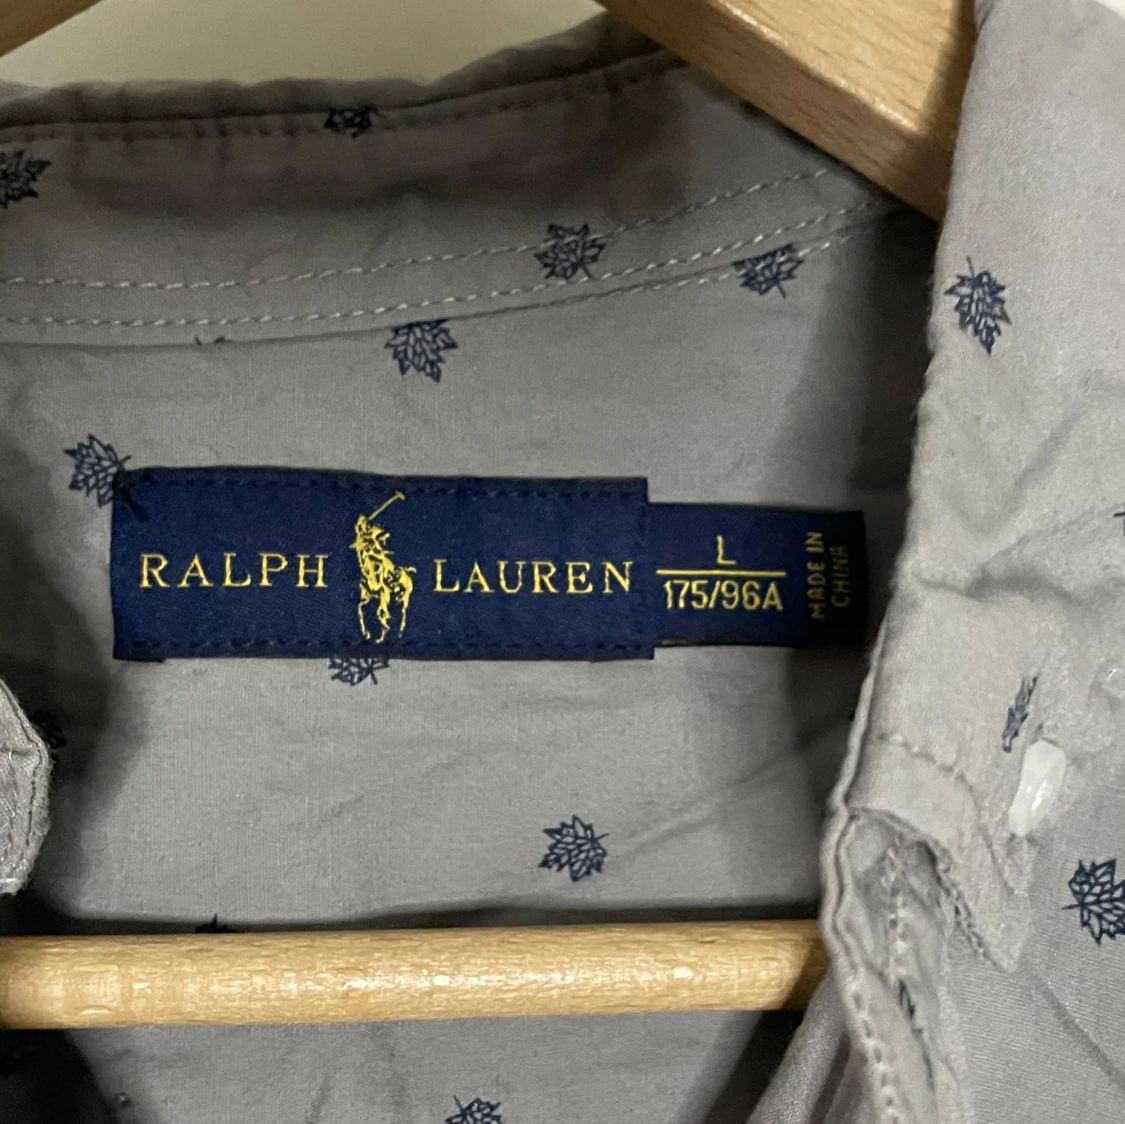 RALPH LAUREN
L
175/96A
MADE IN
CHINA